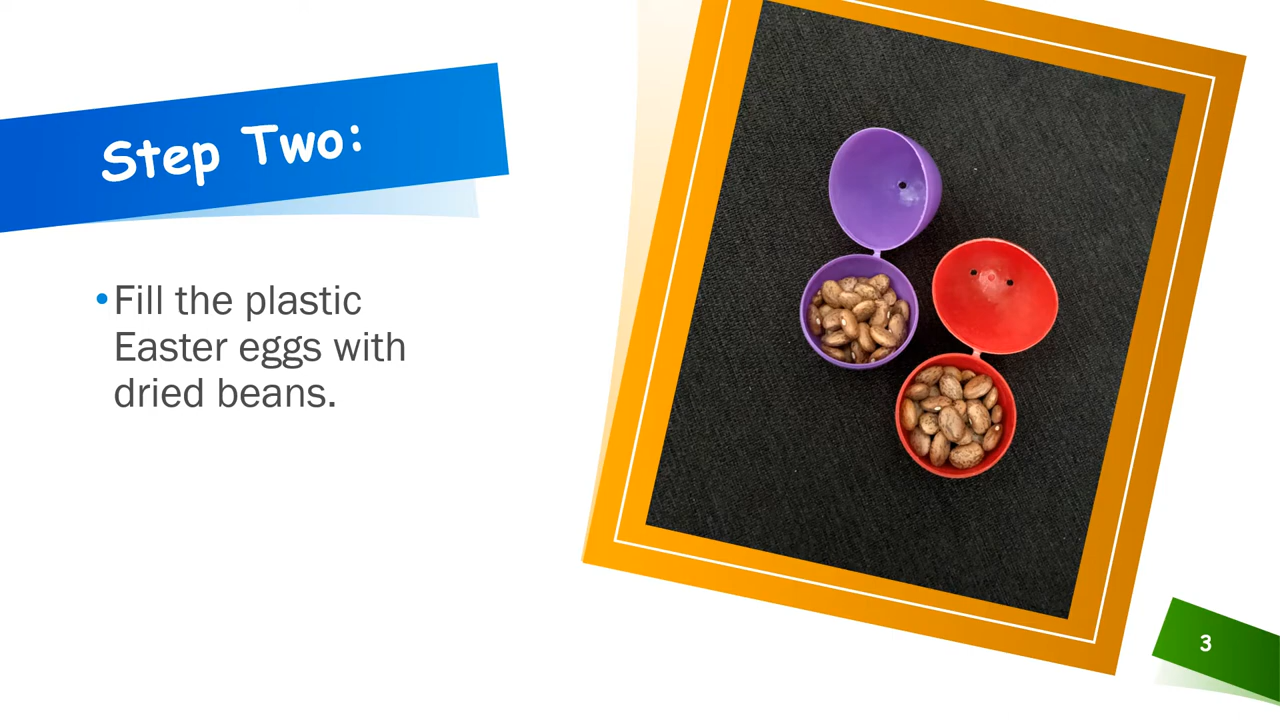 Step Two:
•Fill the plastic
Easter eggs with
dried beans.
3